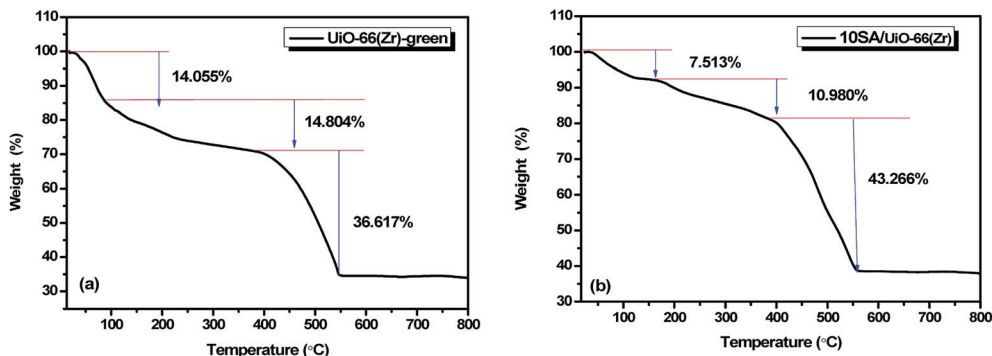 110
100
90
80
70
60
50
40
30
Weight (%)
UiO-66(Zr)-green
14.055%
14.804%
36.617%
(a)
100 200 300 400 500 600 700 800
Temperature (°C)
110
100
90
80
70
60
50
40
30
Weight (%)
10SA/UiO-66(Zr)
7.513%
10.980%
43.266%
(b)
100 200 300 400 500 600 700 800
Temperature (°C)